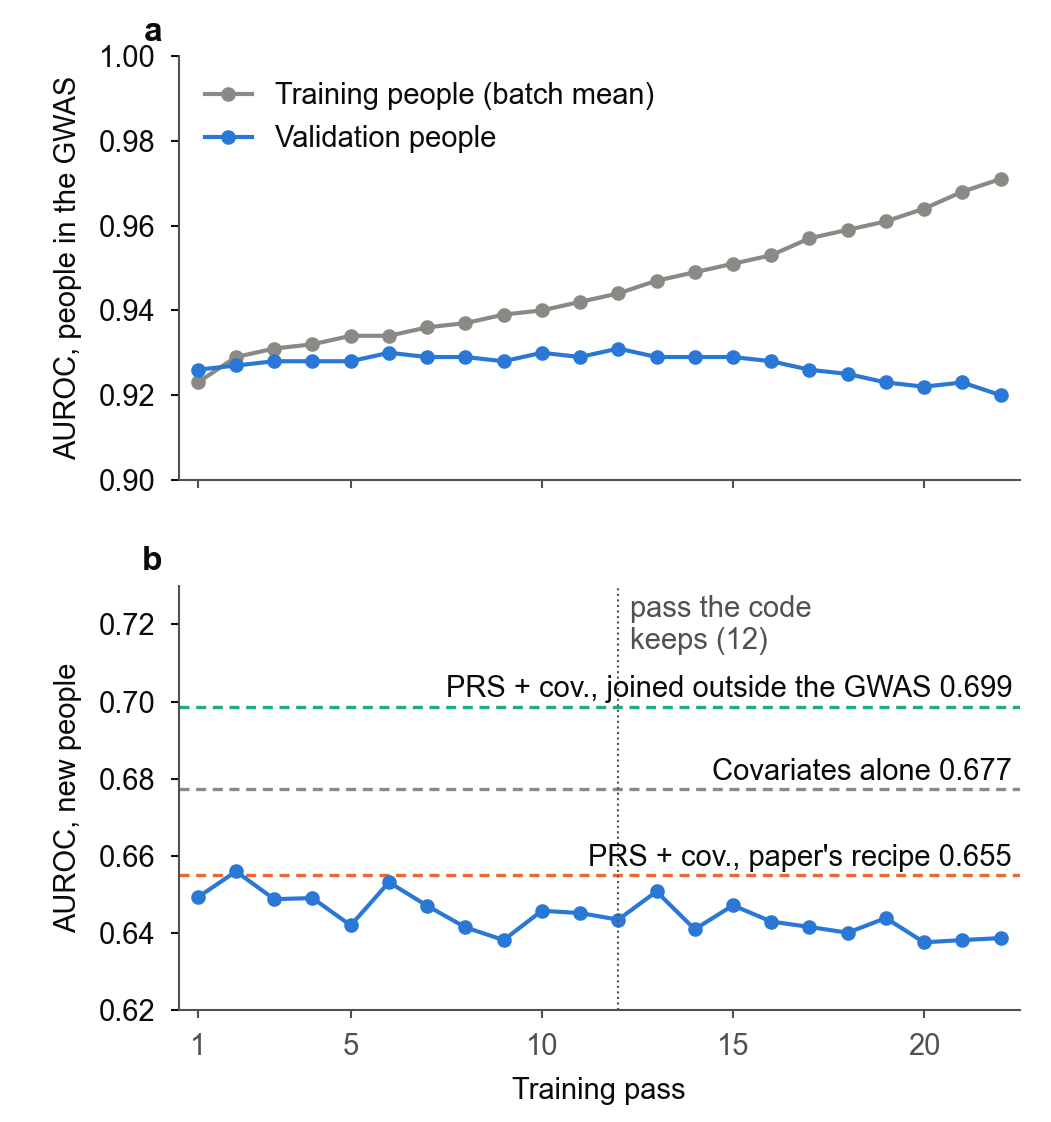 a
1.00
0.98
0.96
0.94
0.92
0.90
AUROC, people in the GWAS
Training people (batch mean)
Validation people
b
0.72
0.70
0.68
0.66
0.64
0.62
AUROC, new people
pass the code
keeps (12)
PRS + cov., joined outside the GWAS 0.699
Covariates alone 0.677
PRS + cov., paper's recipe 0.655
1
5
10
15
20
Training pass